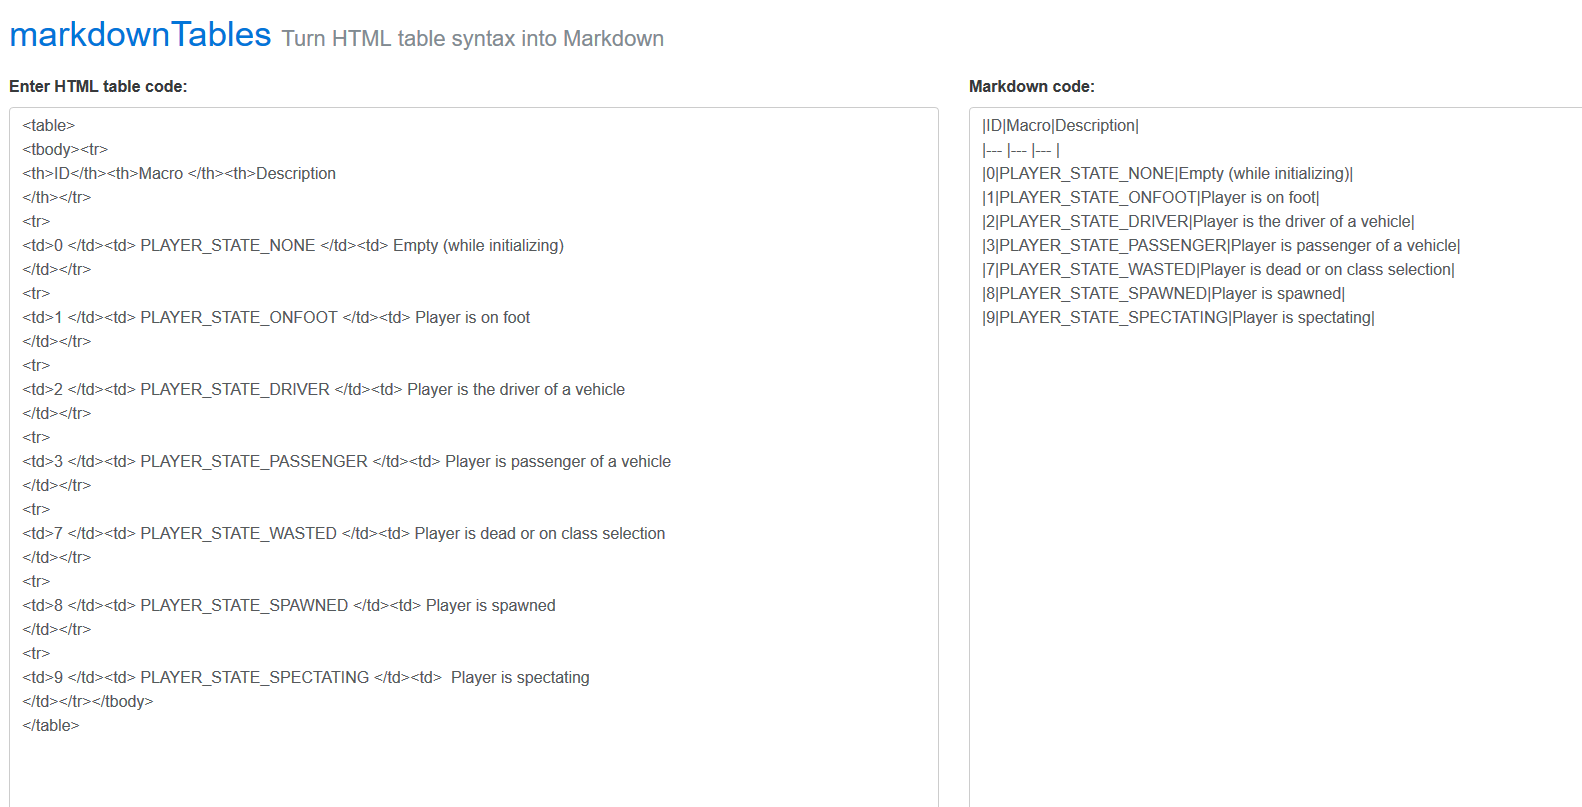 markdownTables Turn HTML table syntax into Markdown
Enter HTML table code:
<table>
<tbody><tr>
<th>ID</th><th>Macro </th><th>Description
</th></tr>
<tr>
<td>0 </td><td> PLAYER_STATE_NONE </td><td> Empty (while initializing)
</td></tr>
<tr>
<td>1 </td><td> PLAYER_STATE_ONFOOT </td><td> Player is on foot
</td></tr>
<tr>
<td>2 </td><td> PLAYER_STATE_DRIVER </td><td> Player is the driver of a vehicle
</td></tr>
<tr>
<td>3 </td><td> PLAYER_STATE_PASSENGER </td><td> Player is passenger of a vehicle
</td></tr>
<tr>
<td>7 </td><td> PLAYER_STATE_WASTED </td><td> Player is dead or on class selection
</td></tr>
<tr>
<td>8 </td><td> PLAYER_STATE_SPAWNED </td><td> Player is spawned
</td></tr>
<tr>
<td>9 </td><td> PLAYER_STATE_SPECTATING </td><td>  Player is spectating
</td></tr></tbody>
</table>
Markdown code:
|ID|Macro|Description|
|--- |--- |--- |
|0|PLAYER_STATE_NONE|Empty (while initializing)|
|1|PLAYER_STATE_ONFOOT|Player is on foot|
|2|PLAYER_STATE_DRIVER|Player is the driver of a vehicle|
|3|PLAYER_STATE_PASSENGER|Player is passenger of a vehicle|
|7|PLAYER_STATE_WASTED|Player is dead or on class selection|
|8|PLAYER_STATE_SPAWNED|Player is spawned|
|9|PLAYER_STATE_SPECTATING|Player is spectating|